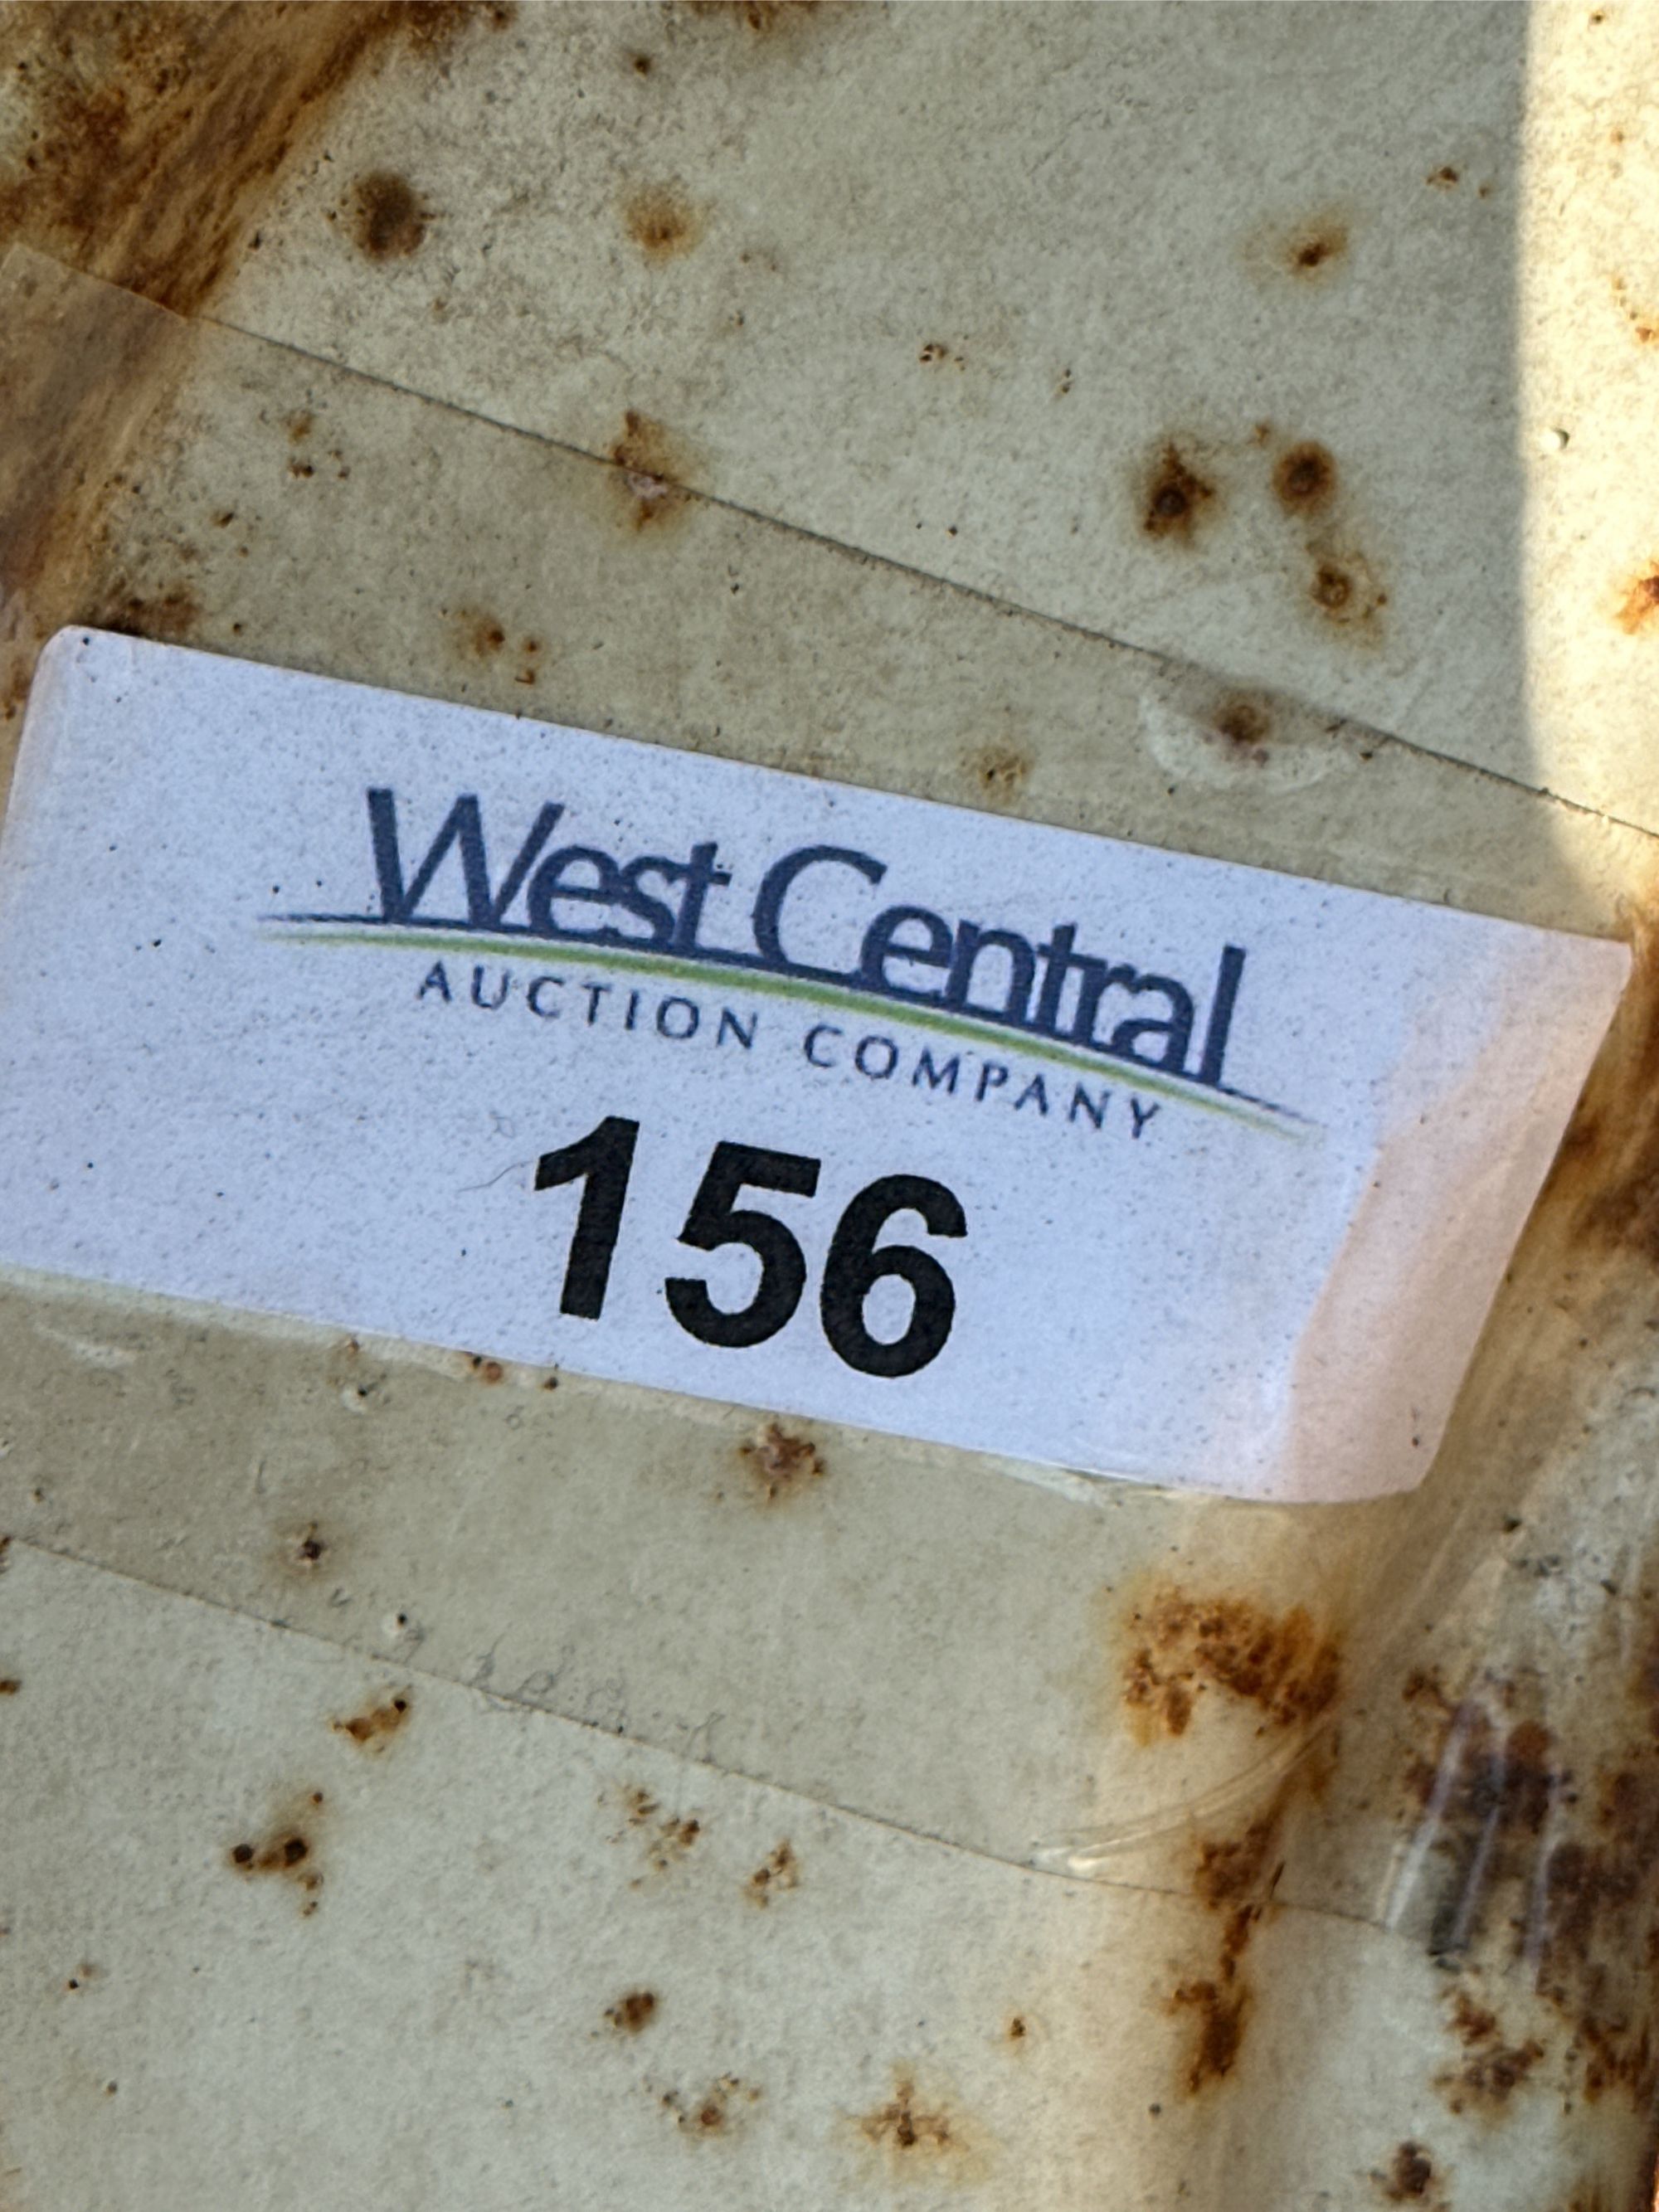 West Central
AUCTION COMPANY
156